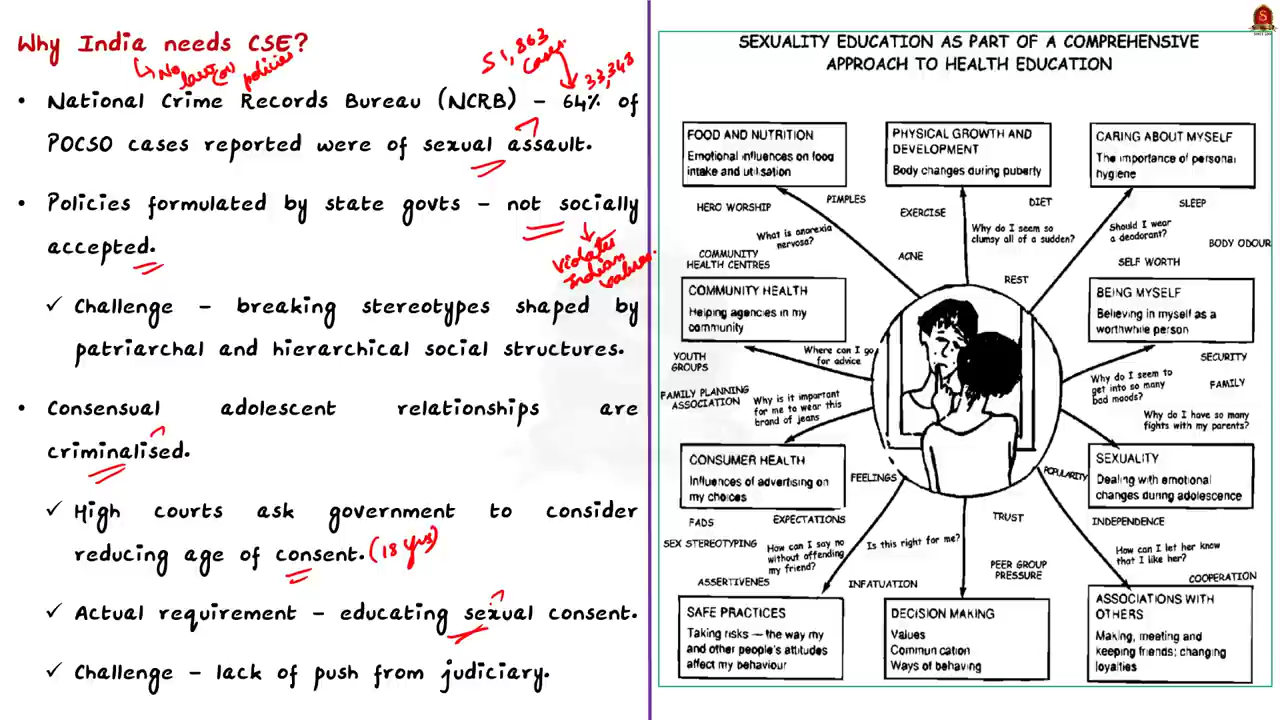 Why India needs CSE?
↳ No laws (or) policies
51,863 cases.
33,348
• National Crime Records Bureau (NCRB) – 64% of
POCSO cases reported were of sexual assault.
• Policies formulated by state govts – not socially
accepted.
violates
Indian
values.
✓ Challenge – breaking stereotypes shaped by
patriarchal and hierarchical social structures.
• Consensual adolescent relationships are
criminalised.
✓ High courts ask government to consider
reducing age of consent. (18 yrs)
✓ Actual requirement – educating sexual consent.
✓ Challenge – lack of push from judiciary.
SEXUALITY EDUCATION AS PART OF A COMPREHENSIVE
APPROACH TO HEALTH EDUCATION
FOOD AND NUTRITION
Emotional influences on food
intake and utilisation
PHYSICAL GROWTH AND
DEVELOPMENT
Body changes during puberty
CARING ABOUT MYSELF
The importance of personal
hygiene
HERO WORSHIP
PIMPLES
EXERCISE
DIET
SLEEP
What is anorexia
nervosa?
Why do I seem so
clumsy all of a sudden?
Should I wear
a deodorant?
BODY ODOUR
COMMUNITY
HEALTH CENTRES
ACNE
REST
SELF WORTH
COMMUNITY HEALTH
Helping agencies in my
community
BEING MYSELF
Believing in myself as a
worthwhile person
YOUTH
GROUPS
Where can I go
for advice
SECURITY
FAMILY PLANNING
ASSOCIATION
Why is it important
for me to wear this
brand of jeans
Why do I seem to
get into so many
bad moods?
FAMILY
Why do I have so many
fights with my parents?
CONSUMER HEALTH
Influences of advertising on
my choices
FEELINGS
POPULARITY
SEXUALITY
Dealing with emotional
changes during adolescence
FADS
EXPECTATIONS
TRUST
INDEPENDENCE
SEX STEREOTYPING
How can I say no
without offending
my friend?
Is this right for me?
How can I let her know
that I like her?
ASSERTIVENES
INFATUATION
PEER GROUP
PRESSURE
COOPERATION
SAFE PRACTICES
Taking risks — the way my
and other people's attitudes
affect my behaviour
DECISION MAKING
Values
Communication
Ways of behaving
ASSOCIATIONS WITH
OTHERS
Making, meeting and
keeping friends; changing
loyalties